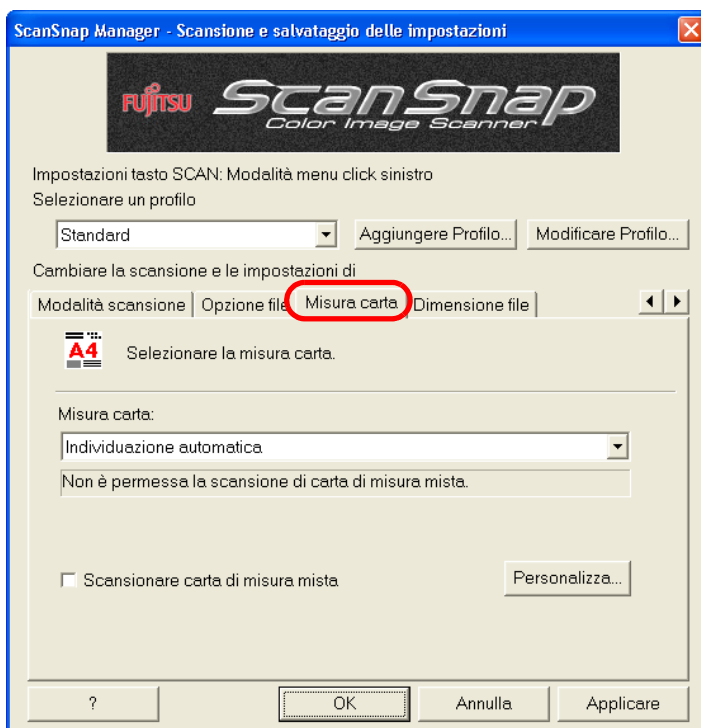 ScanSnap Manager - Scansione e salvataggio delle impostazioni
FUJITSU ScanSnap
Color Image Scanner
Impostazioni tasto SCAN: Modalità menu click sinistro
Selezionare un profilo
Standard Aggiungere Profilo... Modificare Profilo...
Cambiare la scansione e le impostazioni di
Modalità scansione Opzione file Misura carta Dimensione file
A4 Selezionare la misura carta.
Misura carta:
Individuazione automatica
Non è permessa la scansione di carta di misura mista.
Scansionare carta di misura mista Personalizza...
? OK Annulla Applicare